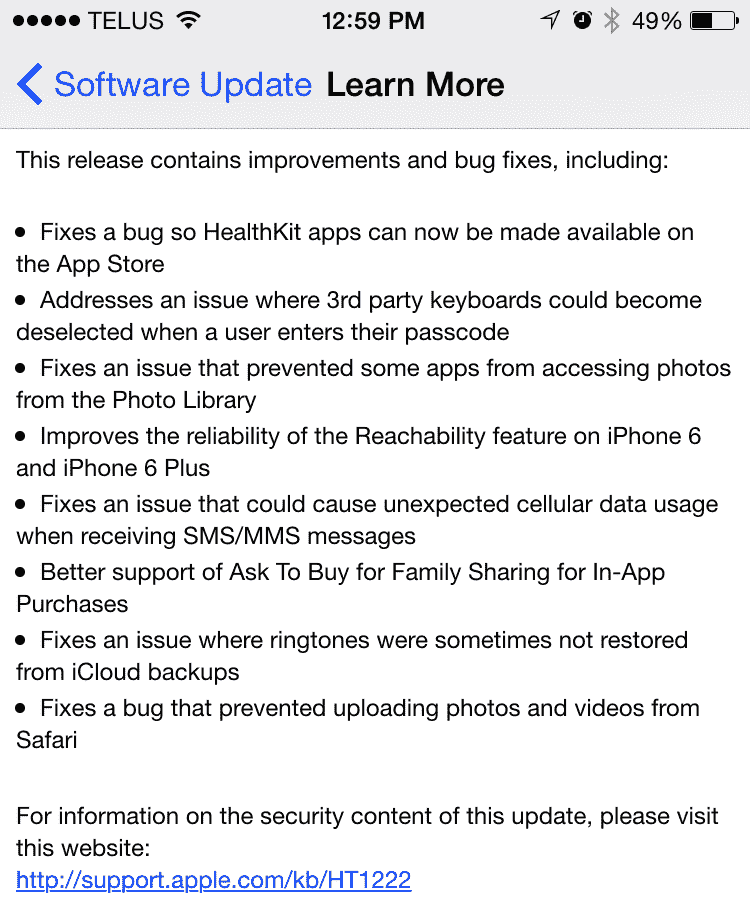 TELUS 12:59 PM 49%
Software Update Learn More
This release contains improvements and bug fixes, including:
• Fixes a bug so HealthKit apps can now be made available on
the App Store
• Addresses an issue where 3rd party keyboards could become
deselected when a user enters their passcode
• Fixes an issue that prevented some apps from accessing photos
from the Photo Library
• Improves the reliability of the Reachability feature on iPhone 6
and iPhone 6 Plus
• Fixes an issue that could cause unexpected cellular data usage
when receiving SMS/MMS messages
• Better support of Ask To Buy for Family Sharing for In-App
Purchases
• Fixes an issue where ringtones were sometimes not restored
from iCloud backups
• Fixes a bug that prevented uploading photos and videos from
Safari
For information on the security content of this update, please visit
this website:
http://support.apple.com/kb/HT1222